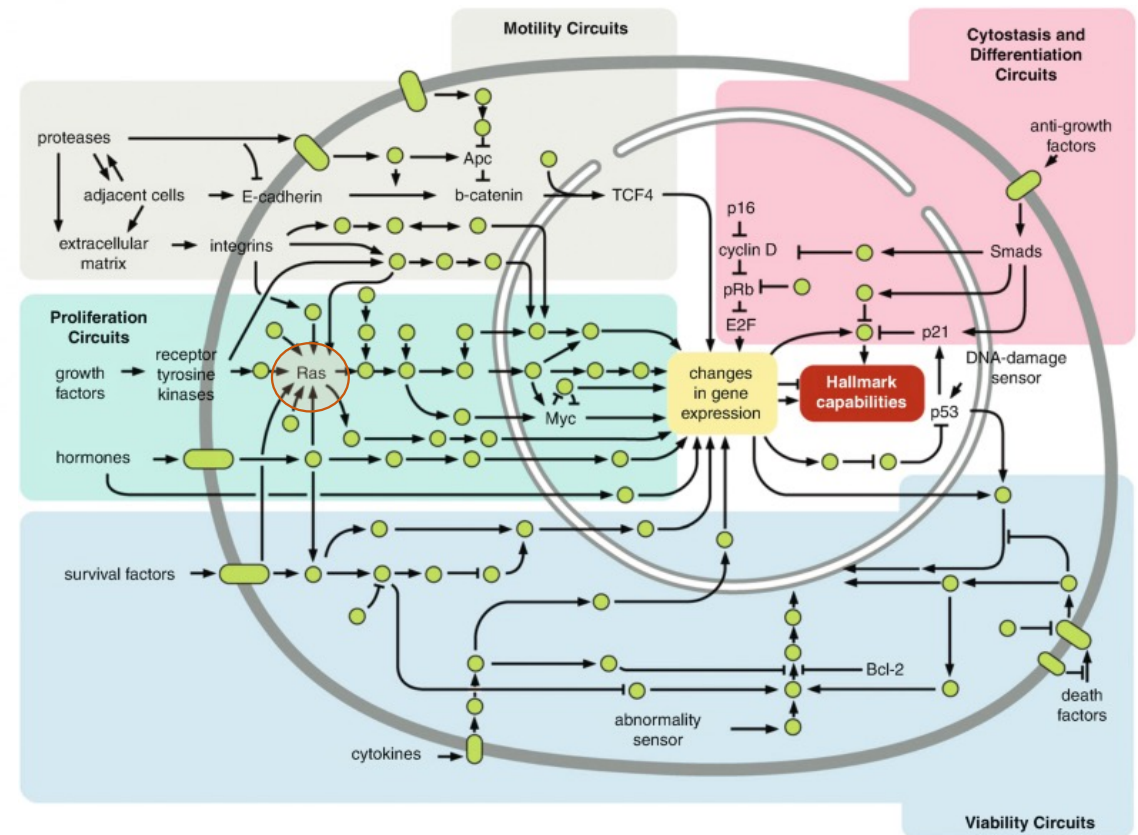 Motility Circuits
Cytostasis and
Differentiation
Circuits
proteases
anti-growth
factors
Apc
adjacent cells
E-cadherin
b-catenin
TCF4
p16
extracellular
matrix
integrins
cyclin D
Smads
pRb
E2F
p21
Proliferation
Circuits
growth
factors
receptor
tyrosine
kinases
Ras
Myc
changes
in gene
expression
Hallmark
capabilities
DNA-damage
sensor
p53
hormones
survival factors
Bcl-2
abnormality
sensor
death
factors
cytokines
Viability Circuits